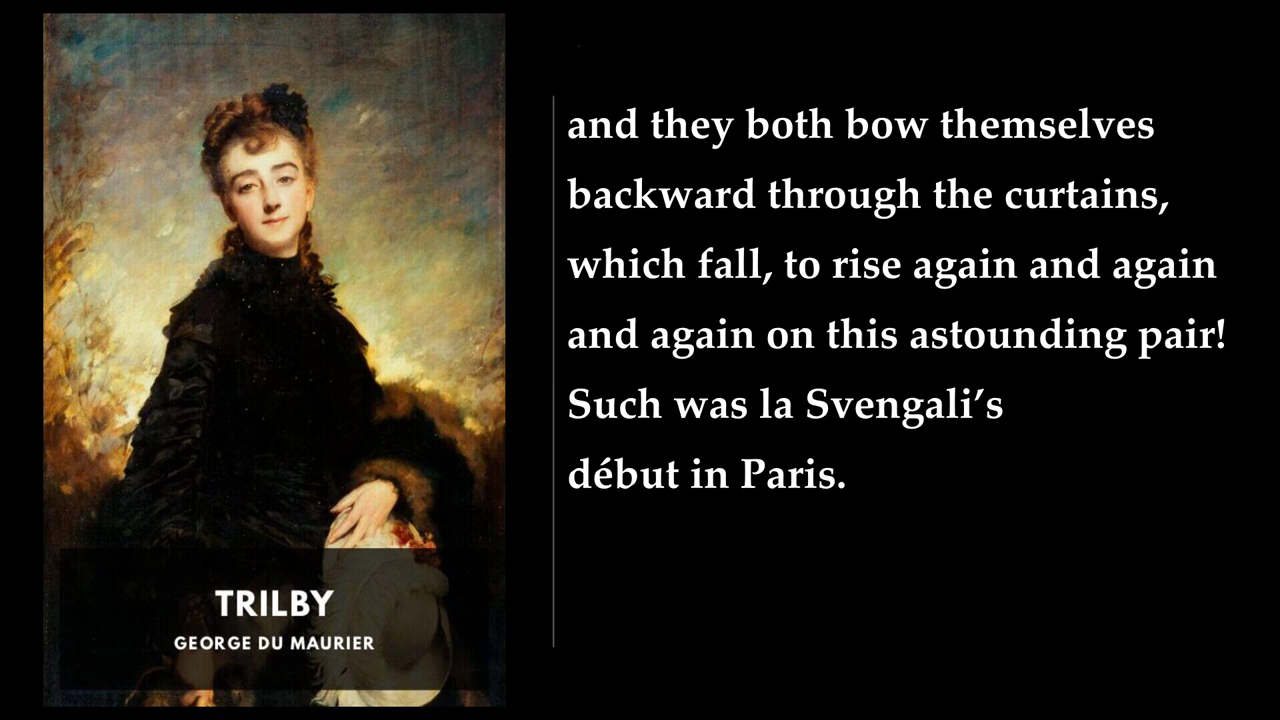 and they both bow themselves
backward through the curtains,
which fall, to rise again and again
and again on this astounding pair!
Such was la Svengali’s
début in Paris.
TRILBY
GEORGE DU MAURIER